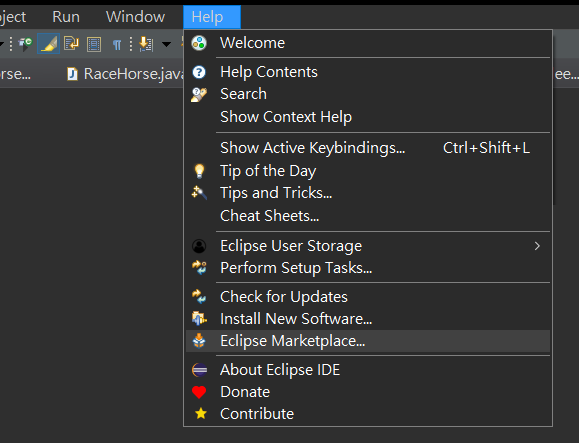 oject Run Window Help
Welcome
orse... RaceHorse.java ee...
Help Contents
Search
Show Context Help
Show Active Keybindings... Ctrl+Shift+L
Tip of the Day
Tips and Tricks...
Cheat Sheets...
Eclipse User Storage
Perform Setup Tasks...
Check for Updates
Install New Software...
Eclipse Marketplace...
About Eclipse IDE
Donate
Contribute